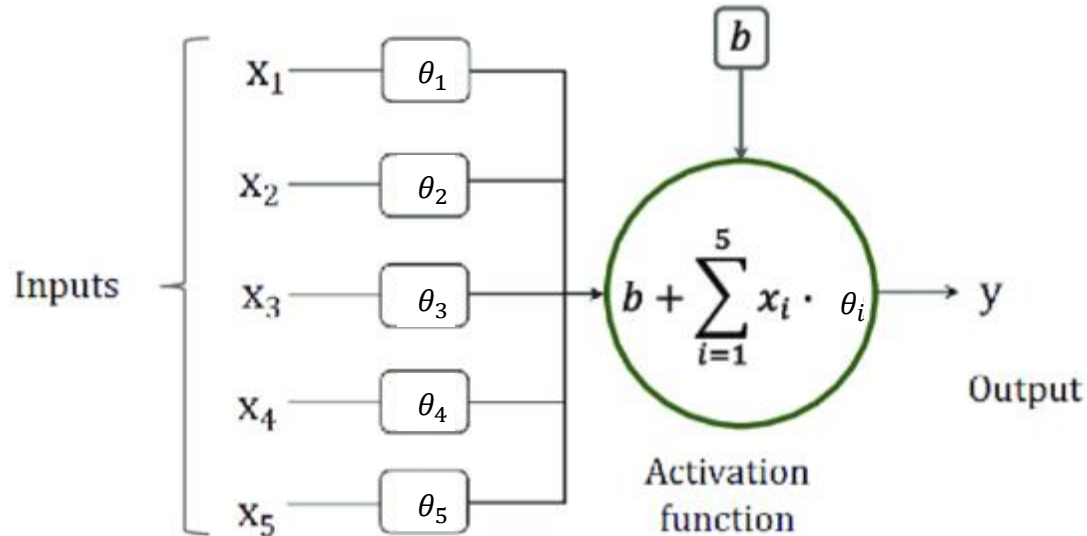 x₁ θ₁
x₂ θ₂
x₃ θ₃
x₄ θ₄
x₅ θ₅
Inputs
b
5
b + ∑ xᵢ · θᵢ
i=1
y
Output
Activation
function